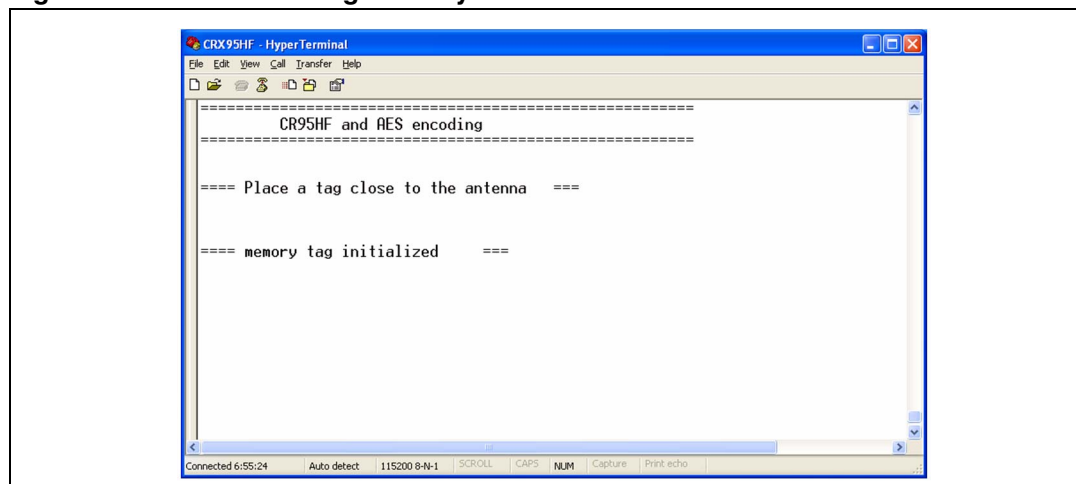 CRX95HF - HyperTerminal
File Edit View Call Transfer Help
===========================================================
CR95HF and AES encoding
===========================================================
==== Place a tag close to the antenna ===
==== memory tag initialized ===
Connected 6:55:24 Auto detect 115200 8-N-1 SCROLL CAPS NUM Capture Print echo